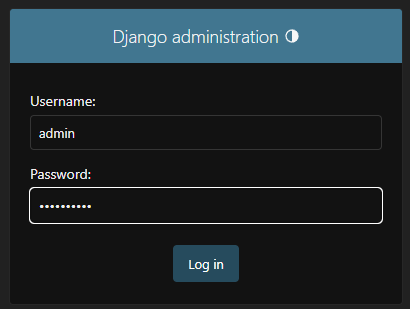 Django administration
Username:
admin
Password:
••••••••••
Log in